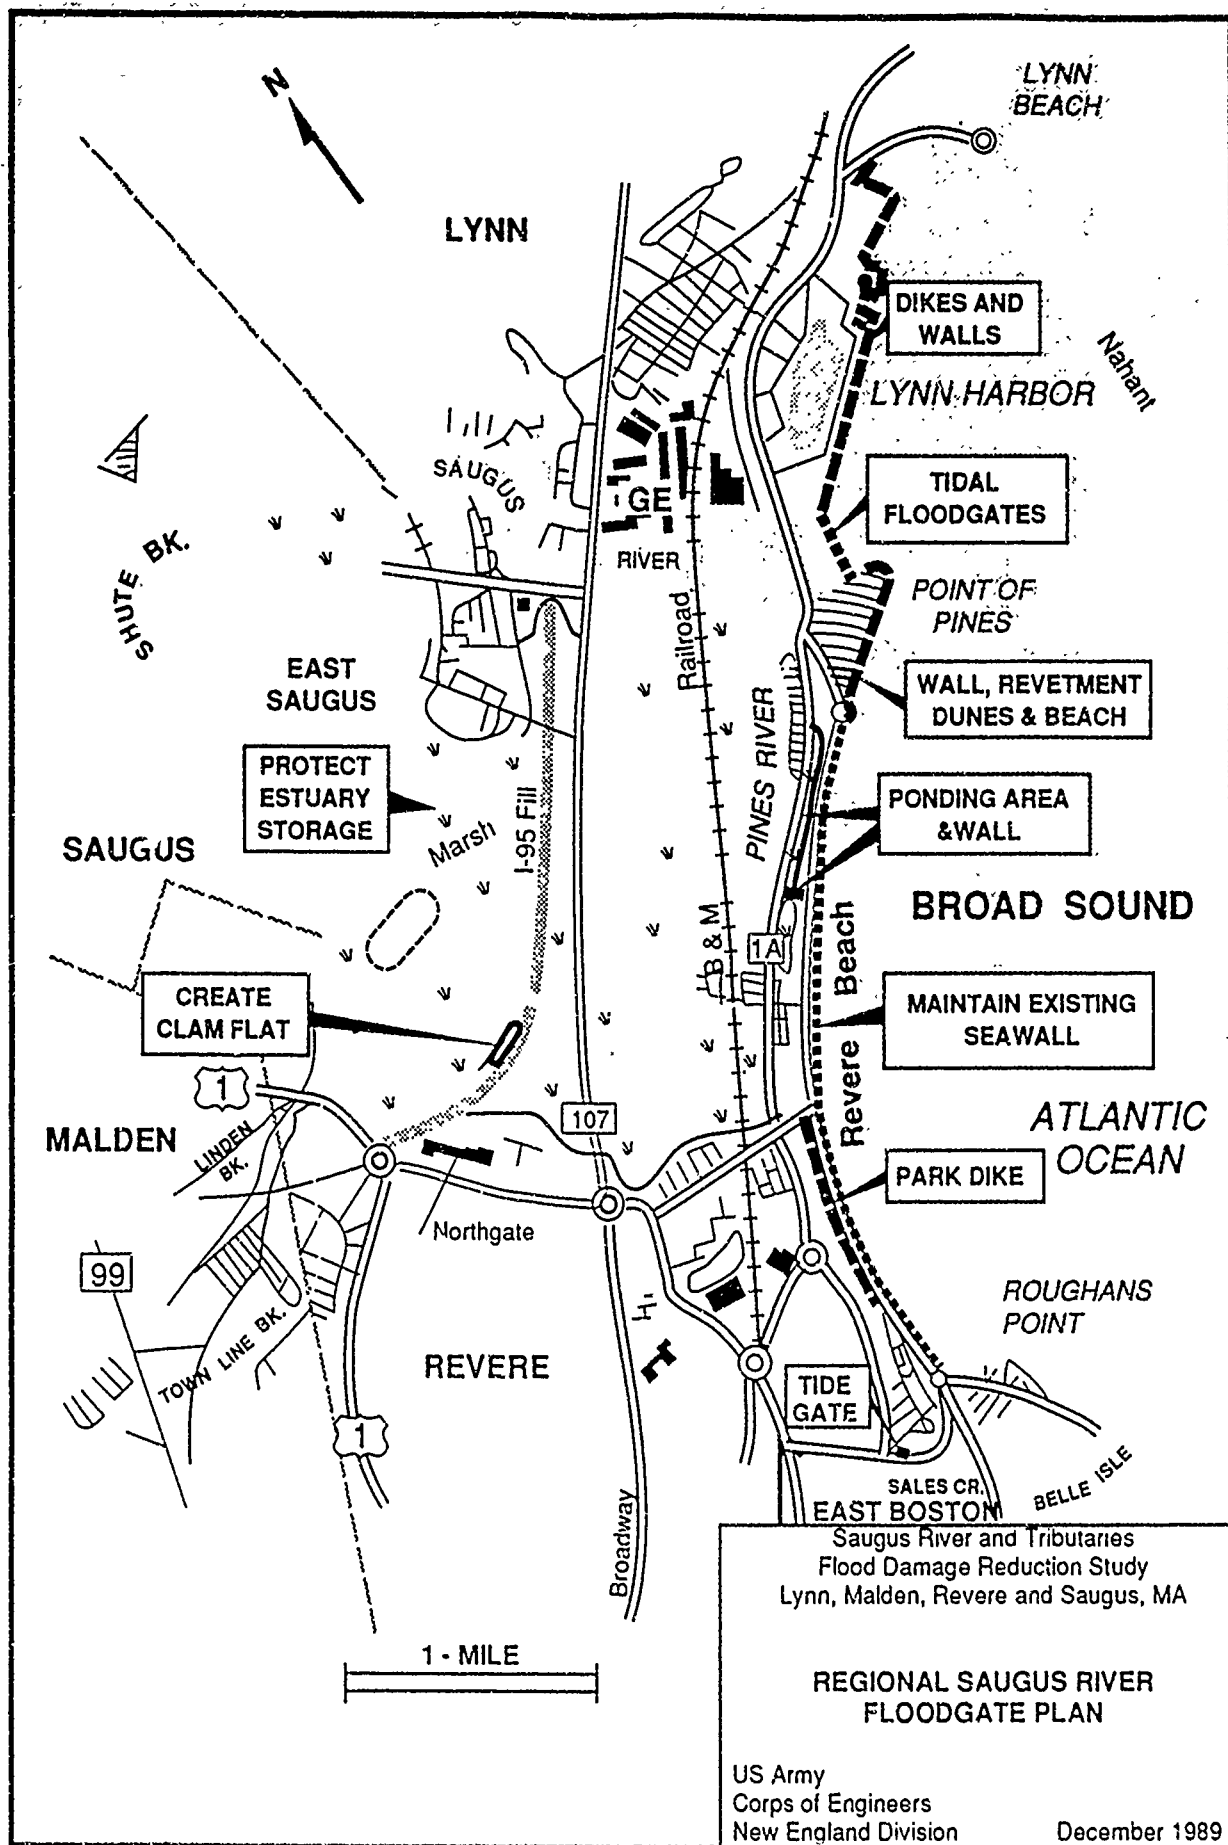 N
LYNN
BEACH
LYNN
DIKES AND
WALLS
Nahant
LYNN HARBOR
SAUGUS
GE
TIDAL
FLOODGATES
SHUTE BK.
RIVER
POINT OF
PINES
Railroad
EAST
SAUGUS
WALL, REVETMENT
DUNES & BEACH
PINES RIVER
PROTECT
ESTUARY
STORAGE
I-95 Fill
PONDING AREA
&WALL
SAUGUS
Marsh
BROAD SOUND
B & M
1A
Revere Beach
CREATE
CLAM FLAT
MAINTAIN EXISTING
SEAWALL
1
107
MALDEN
LINDEN
BK.
ATLANTIC
OCEAN
PARK DIKE
Northgate
99
ROUGHANS
POINT
TOWN LINE BK.
REVERE
TIDE
GATE
1
SALES CR.
BELLE ISLE
EAST BOSTON
Broadway
Saugus River and Tributaries
Flood Damage Reduction Study
Lynn, Malden, Revere and Saugus, MA
1 - MILE
REGIONAL SAUGUS RIVER
FLOODGATE PLAN
US Army
Corps of Engineers
New England Division
December 1989